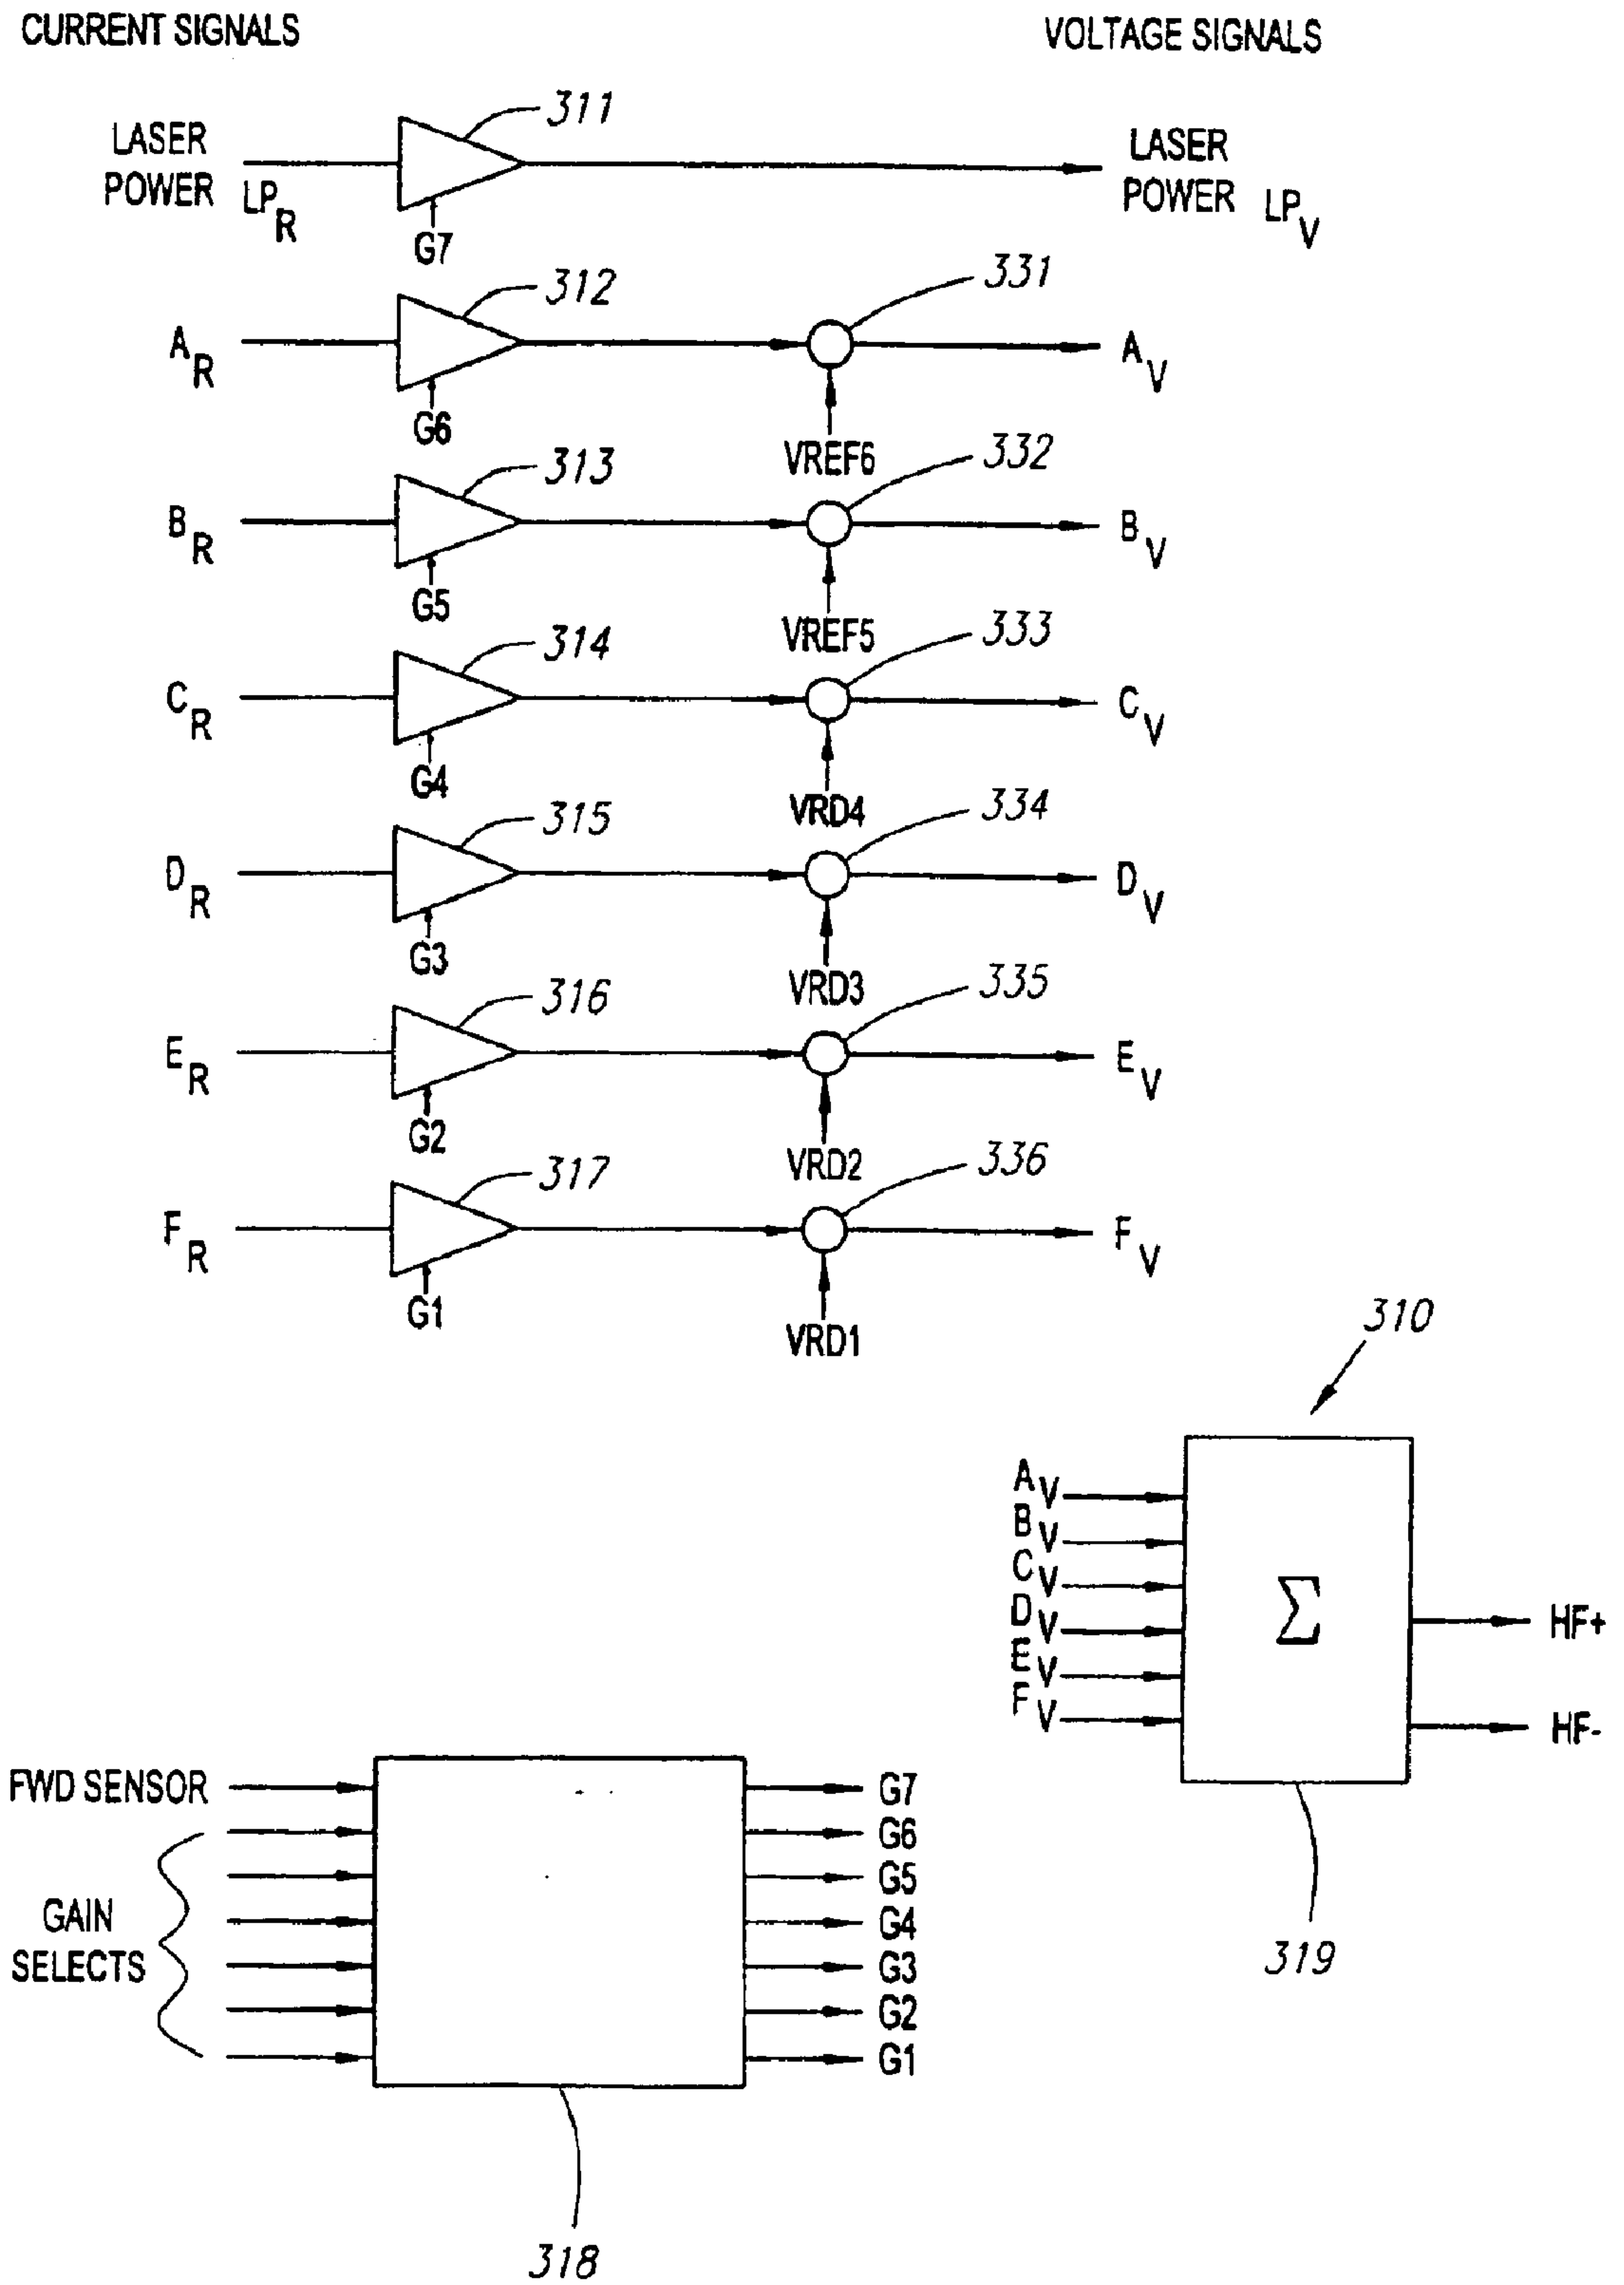 CURRENT SIGNALS
VOLTAGE SIGNALS
311
LASER
POWER LP R
G7
LASER
POWER LP V
312
331
A R
G6
VREF6
A V
313
332
B R
G5
VREF5
B V
314
333
C R
G4
VRD4
C V
315
334
D R
G3
VRD3
D V
316
335
E R
G2
VRD2
E V
317
336
F R
G1
VRD1
F V
310
A V
B V
C V
D V
E V
F V
Σ
HF+
HF-
319
FWD SENSOR
GAIN
SELECTS
G7
G6
G5
G4
G3
G2
G1
318